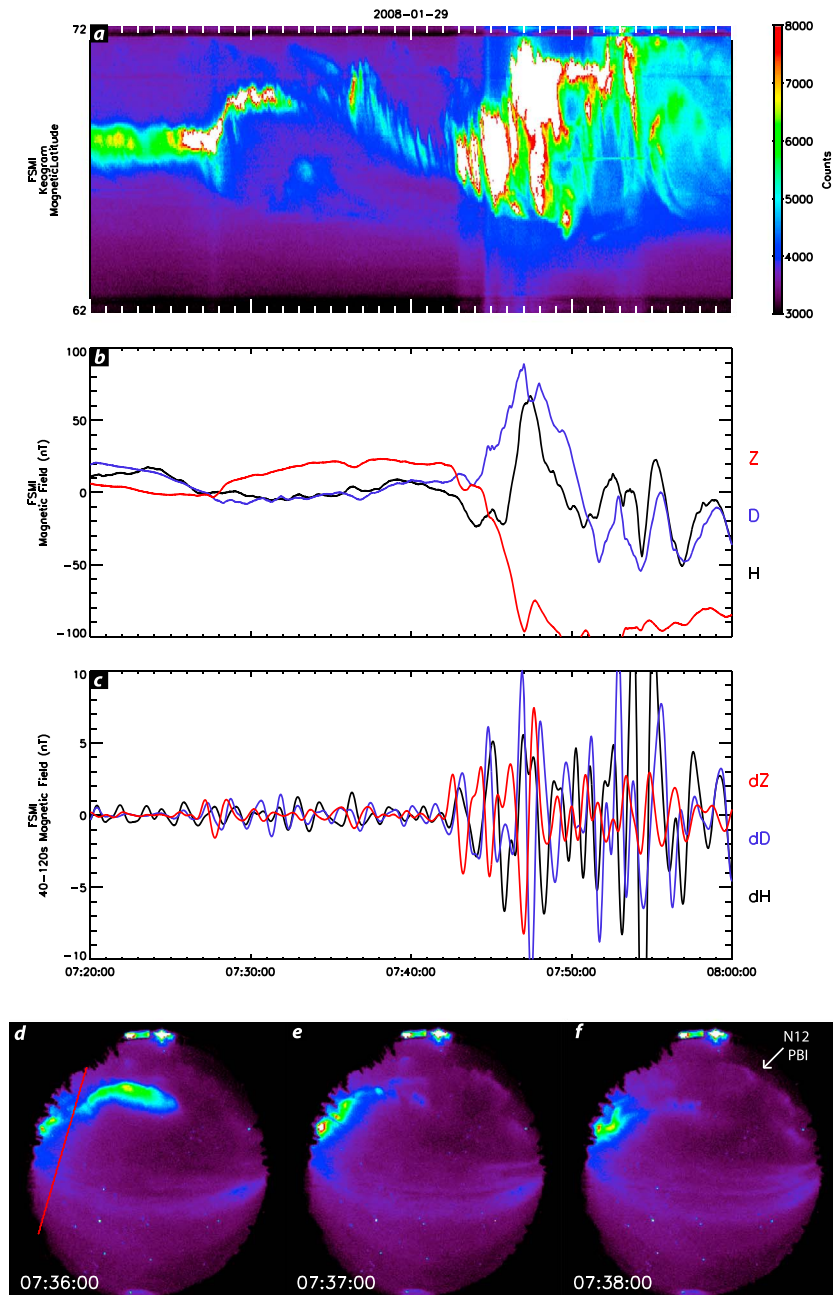 2008-01-29
a
72
62
FSMI
Keogram
MagneticLatitude
8000
7000
6000
5000
4000
3000
Counts
b
100
50
0
-50
-100
FSMI
Magnetic Field (nT)
Z
D
H
c
10
5
0
-5
-10
FSMI
40-120s Magnetic Field (nT)
dZ
dD
dH
07:20:00 07:30:00 07:40:00 07:50:00 08:00:00
d e f
N12
PBI
07:36:00 07:37:00 07:38:00